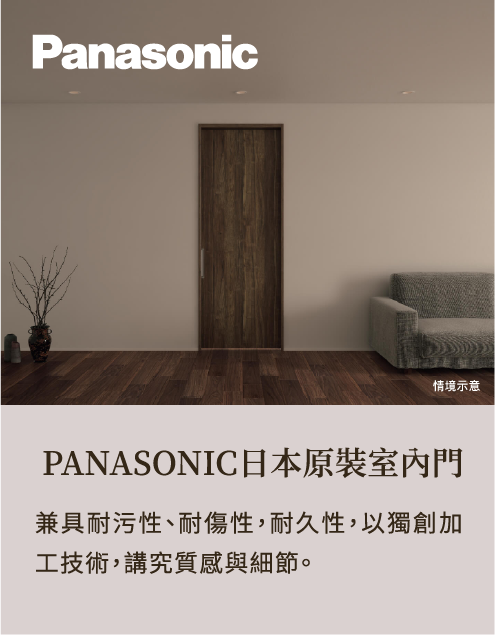 Panasonic
情境示意
PANASONIC日本原裝室內門
兼具耐污性、耐傷性，耐久性，以獨創加
工技術，講究質感與細節。